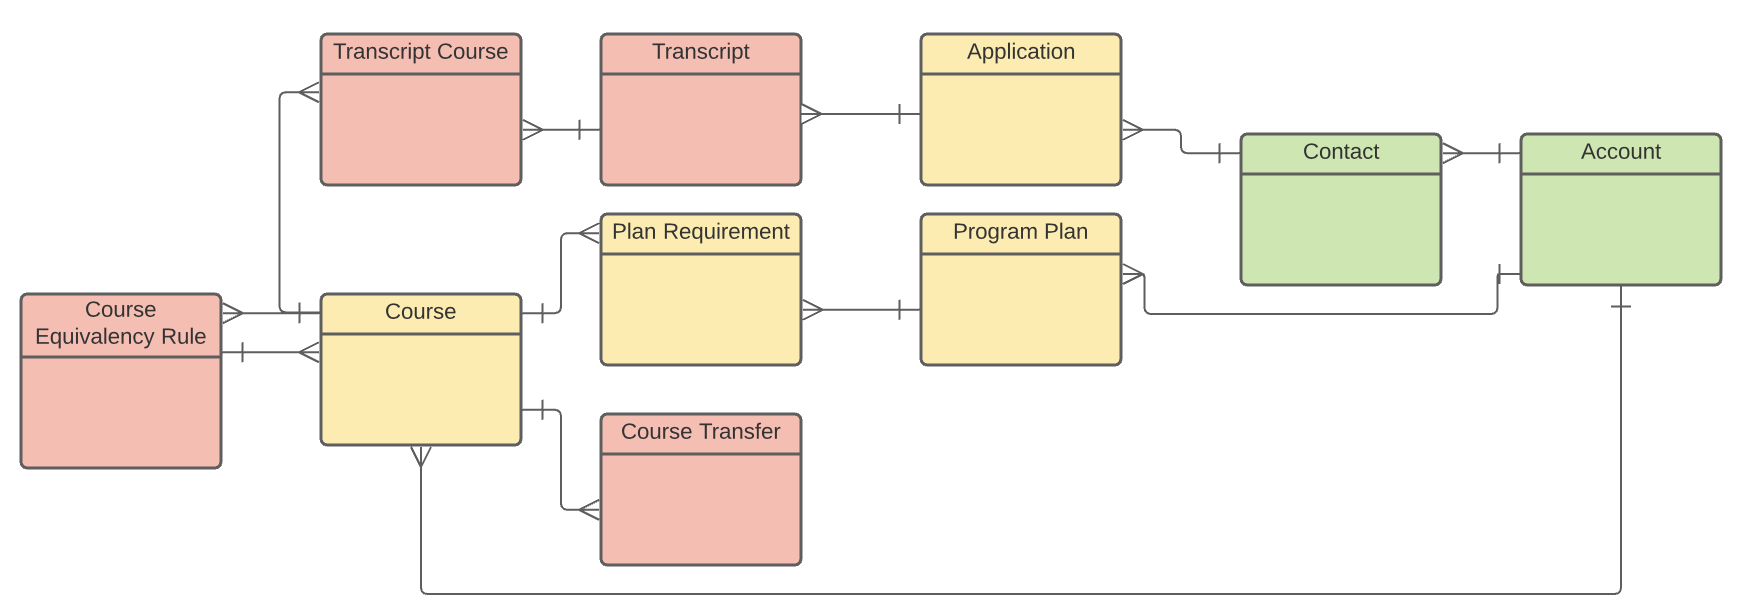 Transcript Course
Transcript
Application
Contact
Account
Plan Requirement
Program Plan
Course
Equivalency Rule
Course
Course Transfer